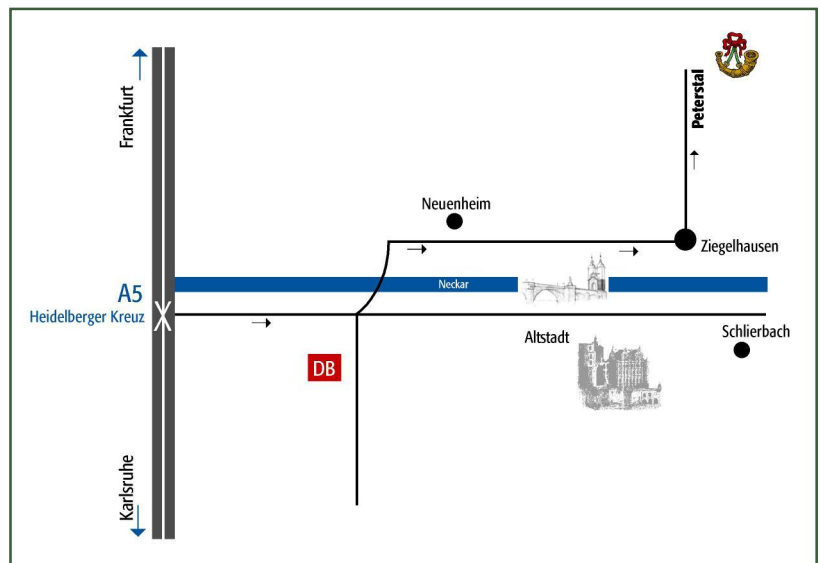 Frankfurt
Peterstal
Neuenheim
Ziegelhausen
Neckar
A5
Heidelberger Kreuz
Altstadt
Schlierbach
DB
Karlsruhe